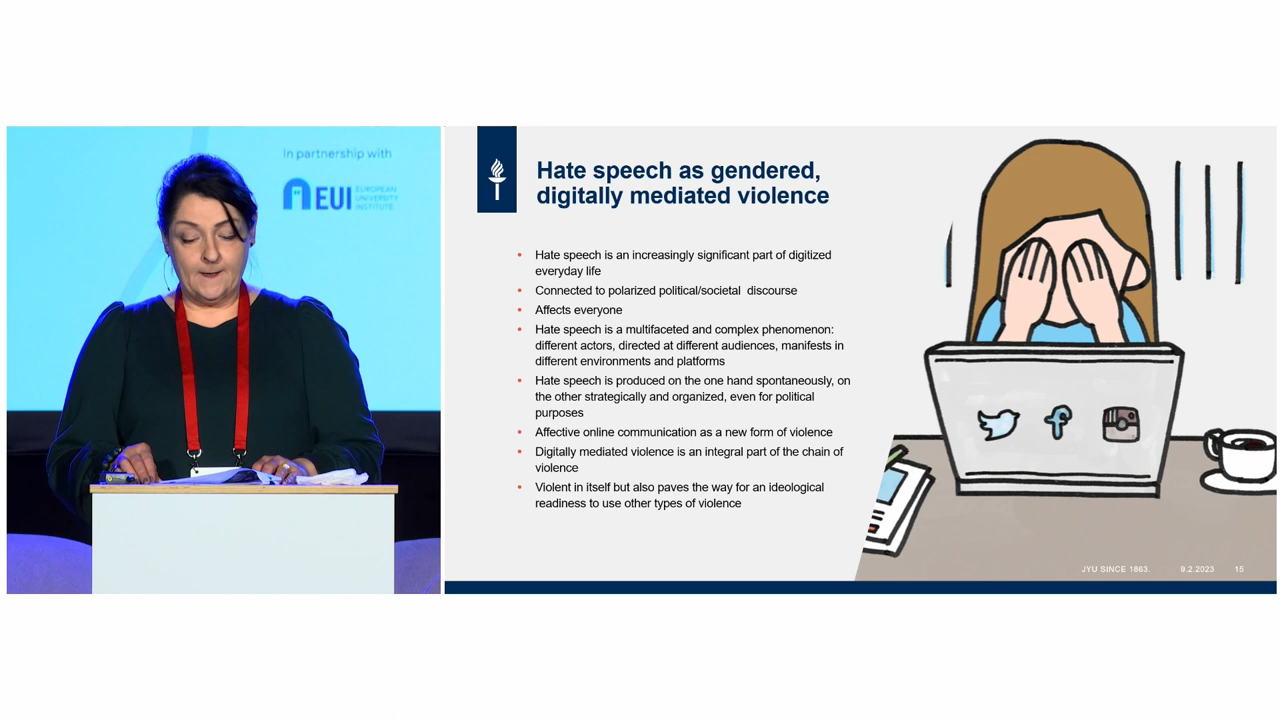 In partnership with
EUI EUROPEAN
UNIVERSITY
INSTITUTE
Hate speech as gendered,
digitally mediated violence
• Hate speech is an increasingly significant part of digitized
everyday life
• Connected to polarized political/societal discourse
• Affects everyone
• Hate speech is a multifaceted and complex phenomenon:
different actors, directed at different audiences, manifests in
different environments and platforms
• Hate speech is produced on the one hand spontaneously, on
the other strategically and organized, even for political
purposes
• Affective online communication as a new form of violence
• Digitally mediated violence is an integral part of the chain of
violence
• Violent in itself but also paves the way for an ideological
readiness to use other types of violence
JYU SINCE 1863. 9.2.2023 15